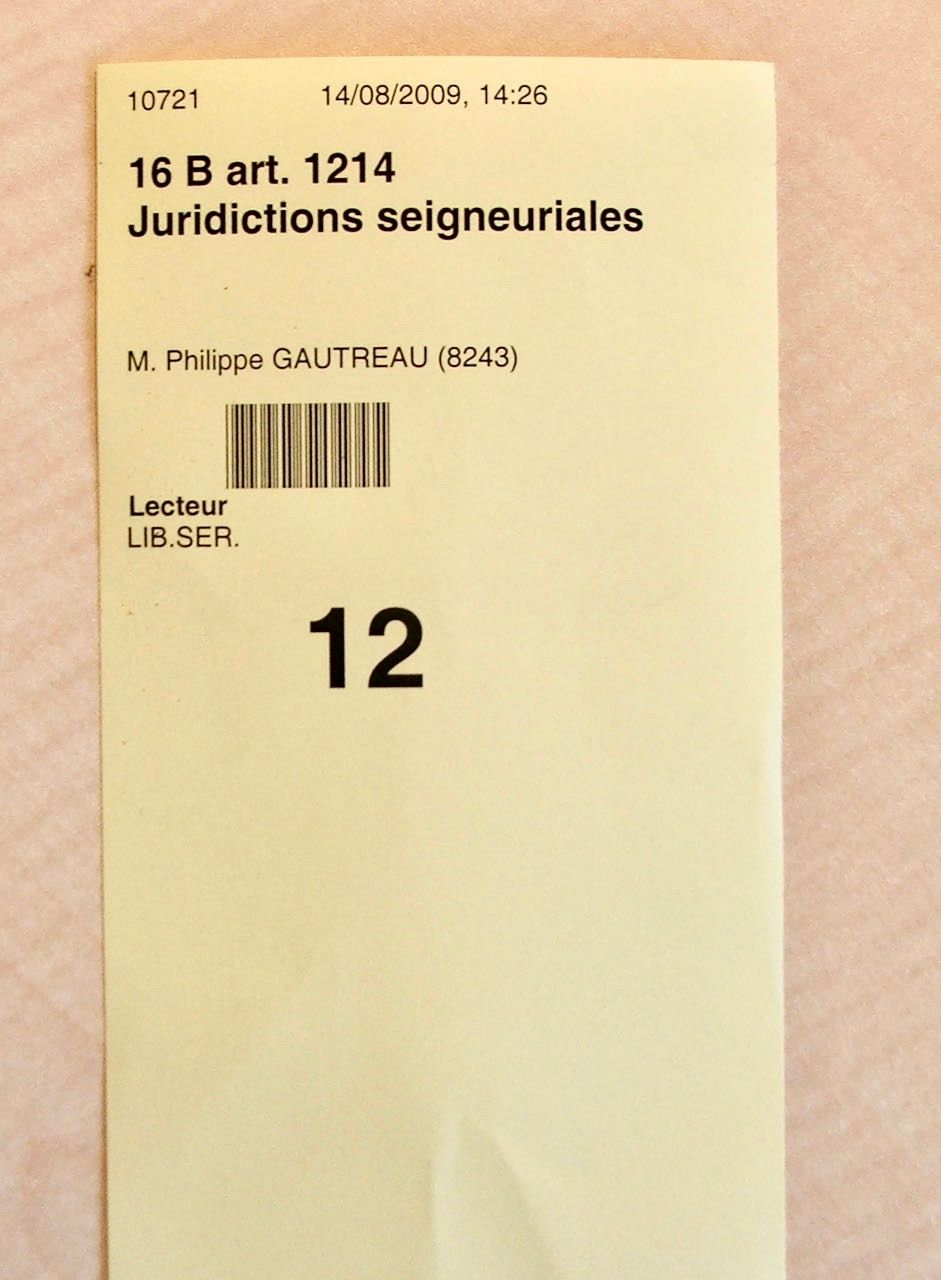 10721 14/08/2009, 14:26
16 B art. 1214
Juridictions seigneuriales
M. Philippe GAUTREAU (8243)
Lecteur
LIB.SER.
12